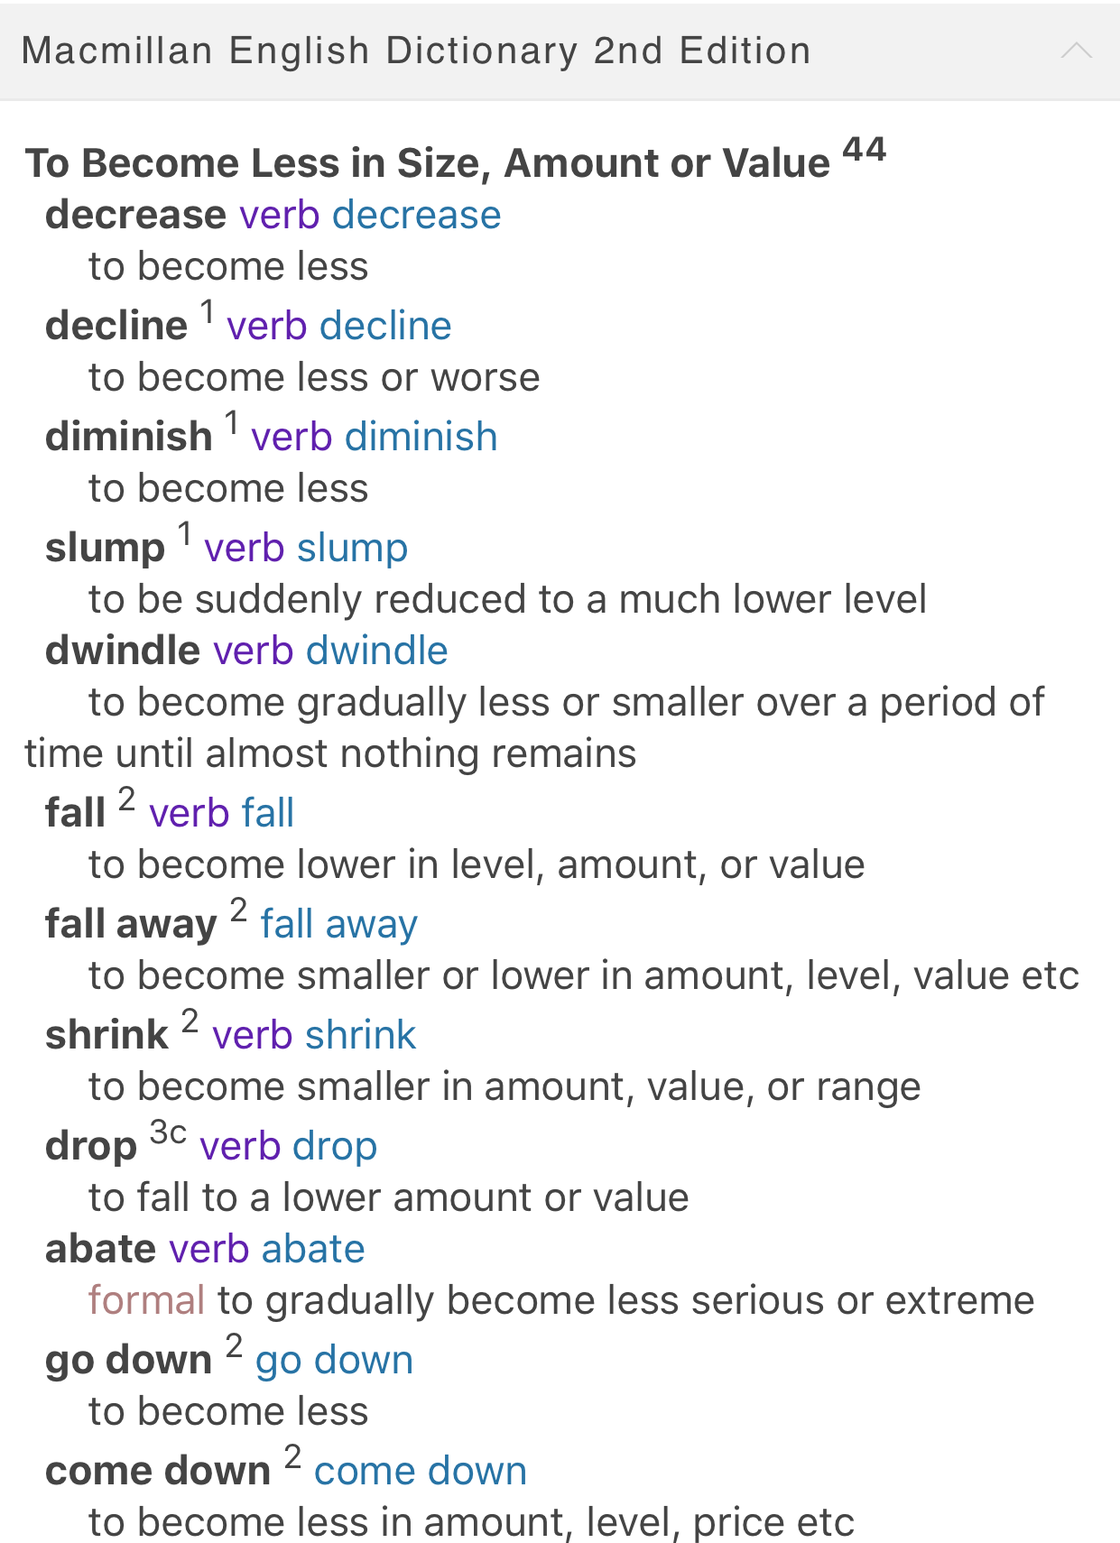 Macmillan English Dictionary 2nd Edition
To Become Less in Size, Amount or Value 44
decrease verb decrease
to become less
decline 1 verb decline
to become less or worse
diminish 1 verb diminish
to become less
slump 1 verb slump
to be suddenly reduced to a much lower level
dwindle verb dwindle
to become gradually less or smaller over a period of
time until almost nothing remains
fall 2 verb fall
to become lower in level, amount, or value
fall away 2 fall away
to become smaller or lower in amount, level, value etc
shrink 2 verb shrink
to become smaller in amount, value, or range
drop 3c verb drop
to fall to a lower amount or value
abate verb abate
formal to gradually become less serious or extreme
go down 2 go down
to become less
come down 2 come down
to become less in amount, level, price etc